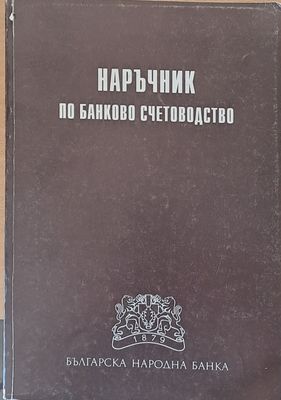 НАРЪЧНИК
ПО БАНКОВО СЧЕТОВОДСТВО
1879
БЪЛГАРСКА НАРОДНА БАНКА